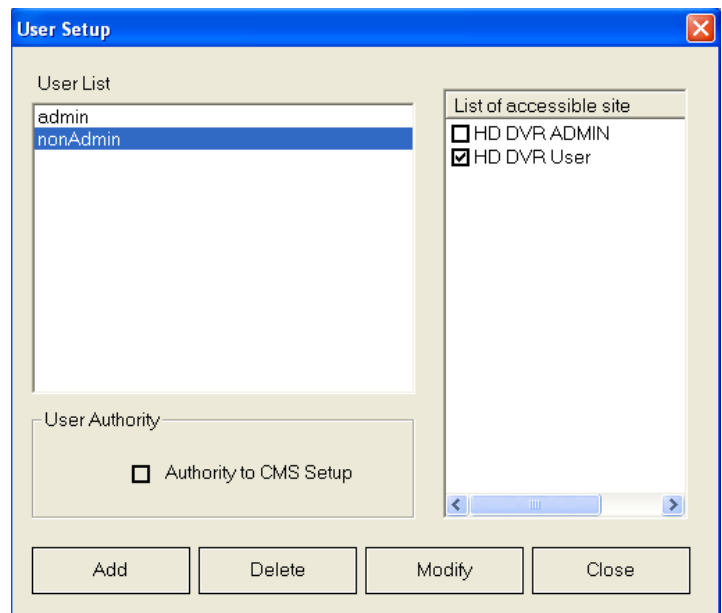 User Setup
User List
admin
nonAdmin
List of accessible site
HD DVR ADMIN
HD DVR User
User Authority
Authority to CMS Setup
Add
Delete
Modify
Close